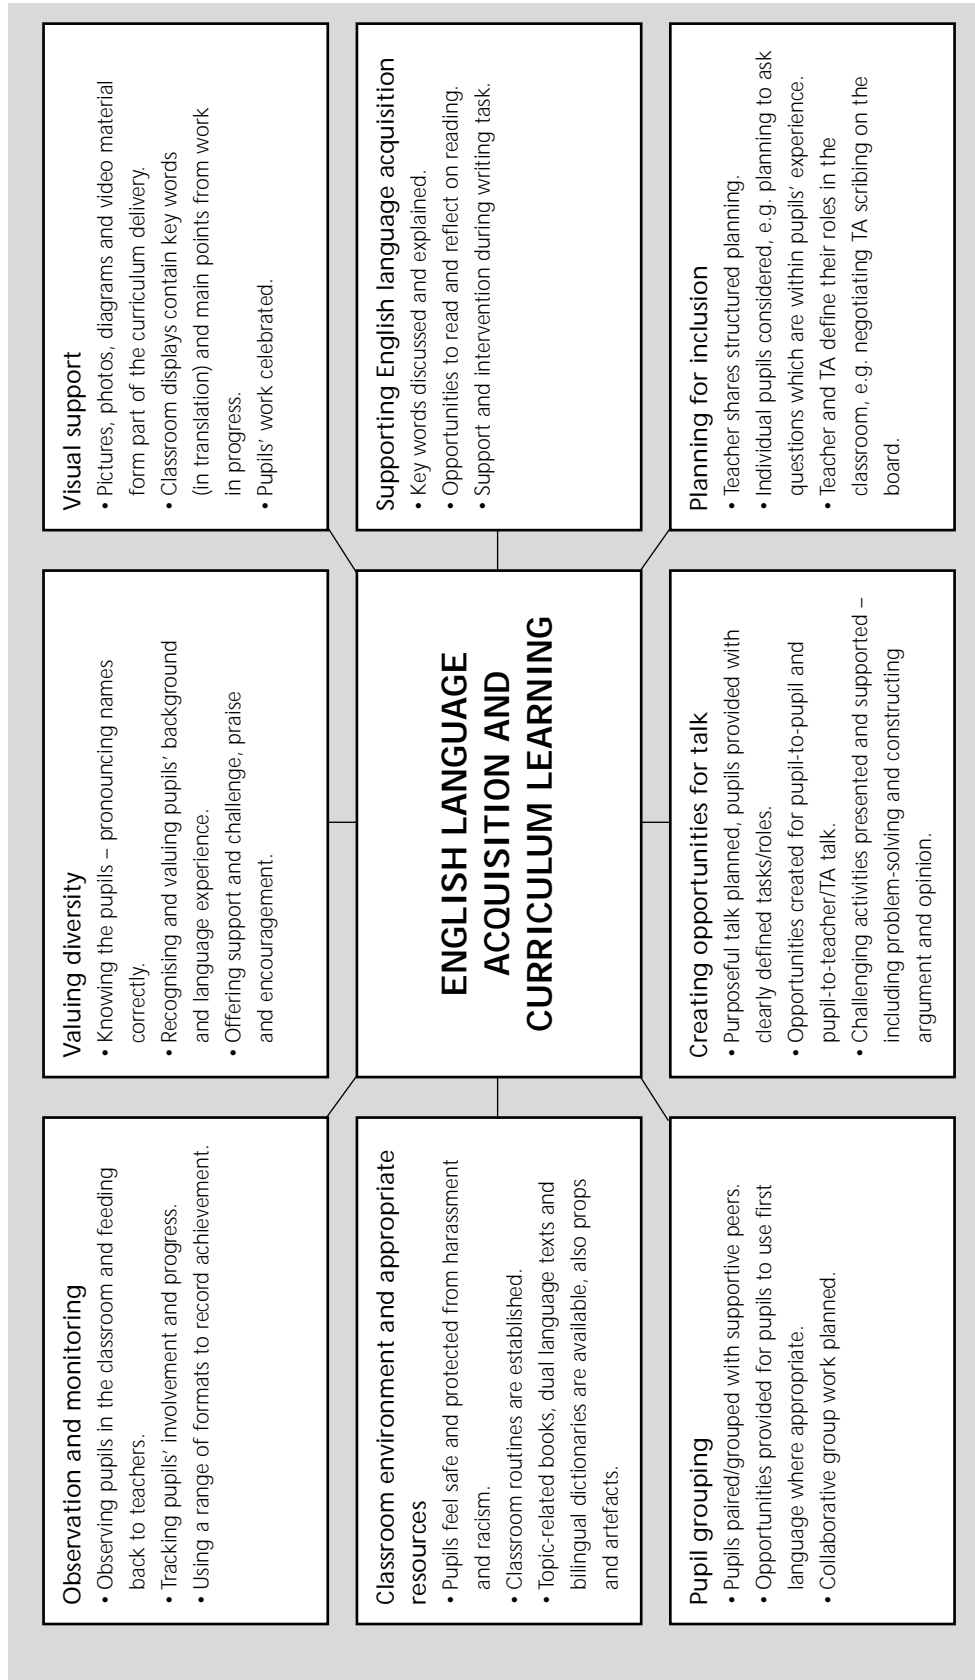 Observation and monitoring
• Observing pupils in the classroom and feeding
back to teachers.
• Tracking pupils’ involvement and progress.
• Using a range of formats to record achievement.
Valuing diversity
• Knowing the pupils – pronouncing names
correctly.
• Recognising and valuing pupils’ background
and language experience.
• Offering support and challenge, praise
and encouragement.
Visual support
• Pictures, photos, diagrams and video material
form part of the curriculum delivery.
• Classroom displays contain key words
(in translation) and main points from work
in progress.
• Pupils’ work celebrated.
Classroom environment and appropriate
resources
• Pupils feel safe and protected from harassment
and racism.
• Classroom routines are established.
• Topic-related books, dual language texts and
bilingual dictionaries are available, also props
and artefacts.
ENGLISH LANGUAGE
ACQUISITION AND
CURRICULUM LEARNING
Supporting English language acquisition
• Key words discussed and explained.
• Opportunities to read and reflect on reading.
• Support and intervention during writing task.
Pupil grouping
• Pupils paired/grouped with supportive peers.
• Opportunities provided for pupils to use first
language where appropriate.
• Collaborative group work planned.
Creating opportunities for talk
• Purposeful talk planned, pupils provided with
clearly defined tasks/roles.
• Opportunities created for pupil-to-pupil and
pupil-to-teacher/TA talk.
• Challenging activities presented and supported –
including problem-solving and constructing
argument and opinion.
Planning for inclusion
• Teacher shares structured planning.
• Individual pupils considered, e.g. planning to ask
questions which are within pupils’ experience.
• Teacher and TA define their roles in the
classroom, e.g. negotiating TA scribing on the
board.